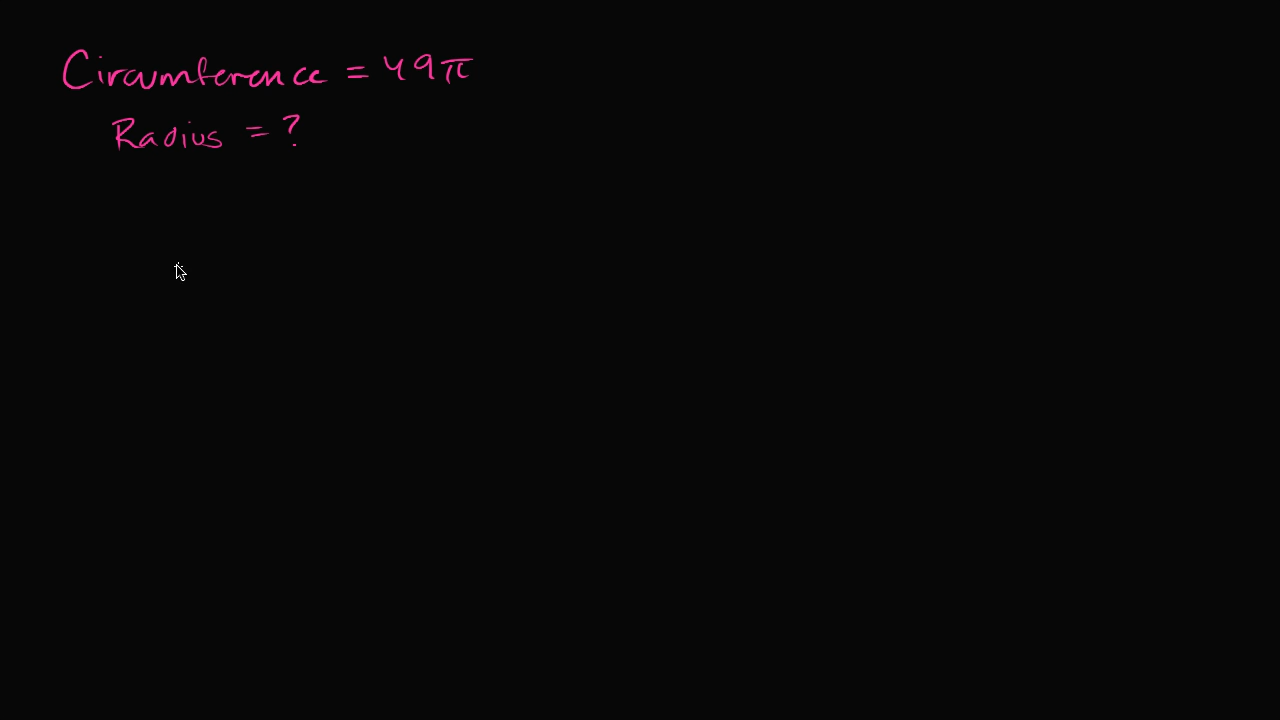 Circumference = 49π
Radius = ?